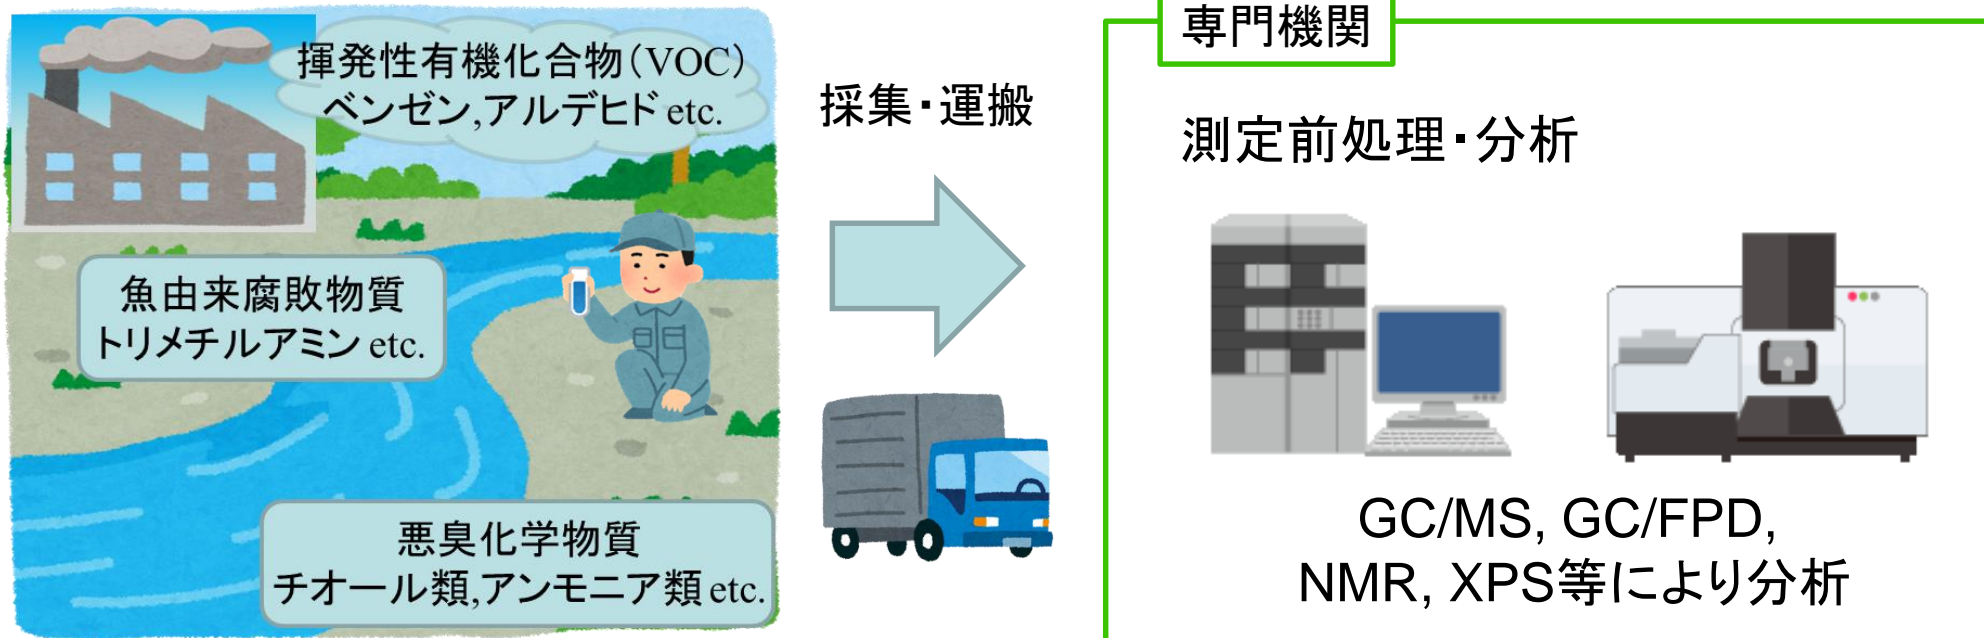 揮発性有機化合物(VOC)
ベンゼン,アルデヒド etc.
魚由来腐敗物質
トリメチルアミン etc.
悪臭化学物質
チオール類,アンモニア類 etc.
採集・運搬
専門機関
測定前処理・分析
GC/MS, GC/FPD,
NMR, XPS等により分析